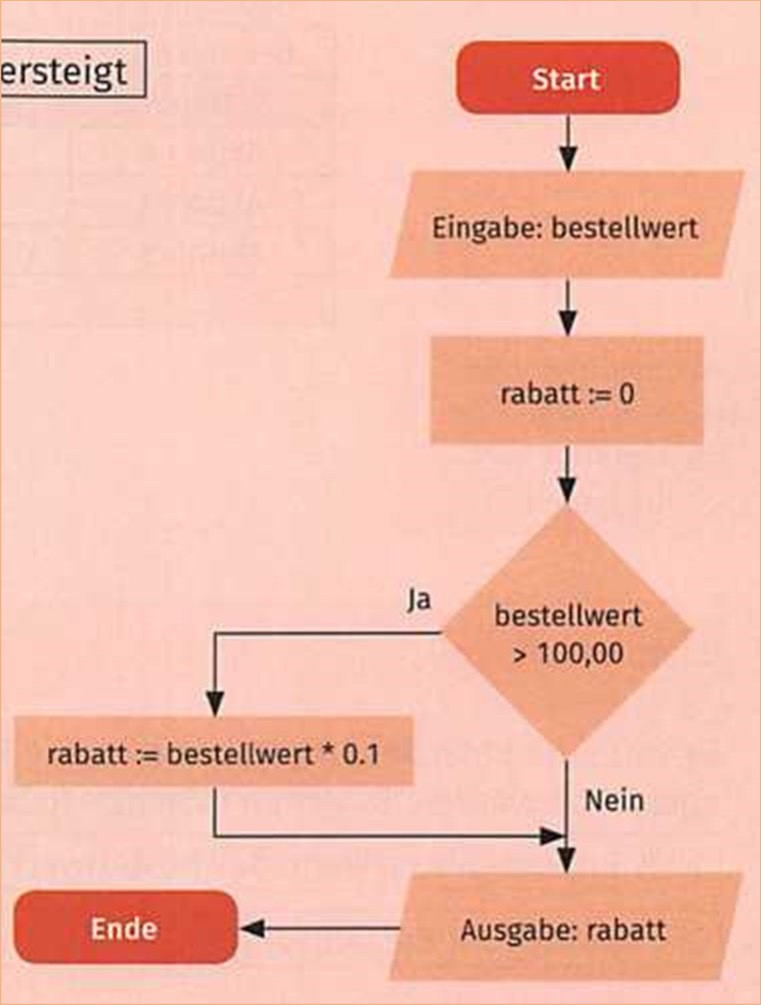 ersteigt
Start
Eingabe: bestellwert
rabatt := 0
bestellwert
> 100,00
Ja
rabatt := bestellwert * 0.1
Nein
Ausgabe: rabatt
Ende